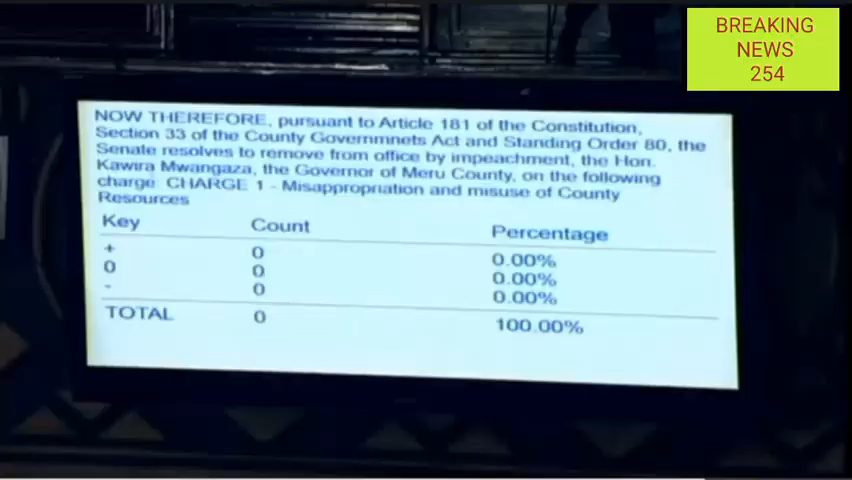 BREAKING
NEWS
254
NOW THEREFORE, pursuant to Article 181 of the Constitution,
Section 33 of the County Governmnets Act and Standing Order 80, the
Senate resolves to remove from office by impeachment, the Hon.
Kawira Mwangaza, the Governor of Meru County, on the following
charge: CHARGE 1 - Misappropriation and misuse of County
Resources
Key Count Percentage
+ 0 0.00%
0 0 0.00%
- 0 0.00%
TOTAL 0 100.00%